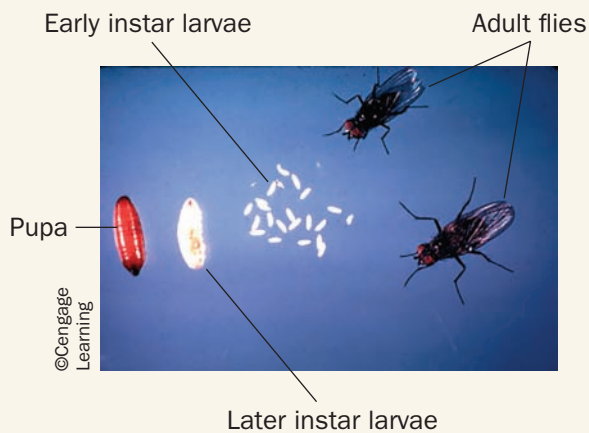 Early instar larvae
Adult flies
Pupa
©Cengage
Learning
Later instar larvae